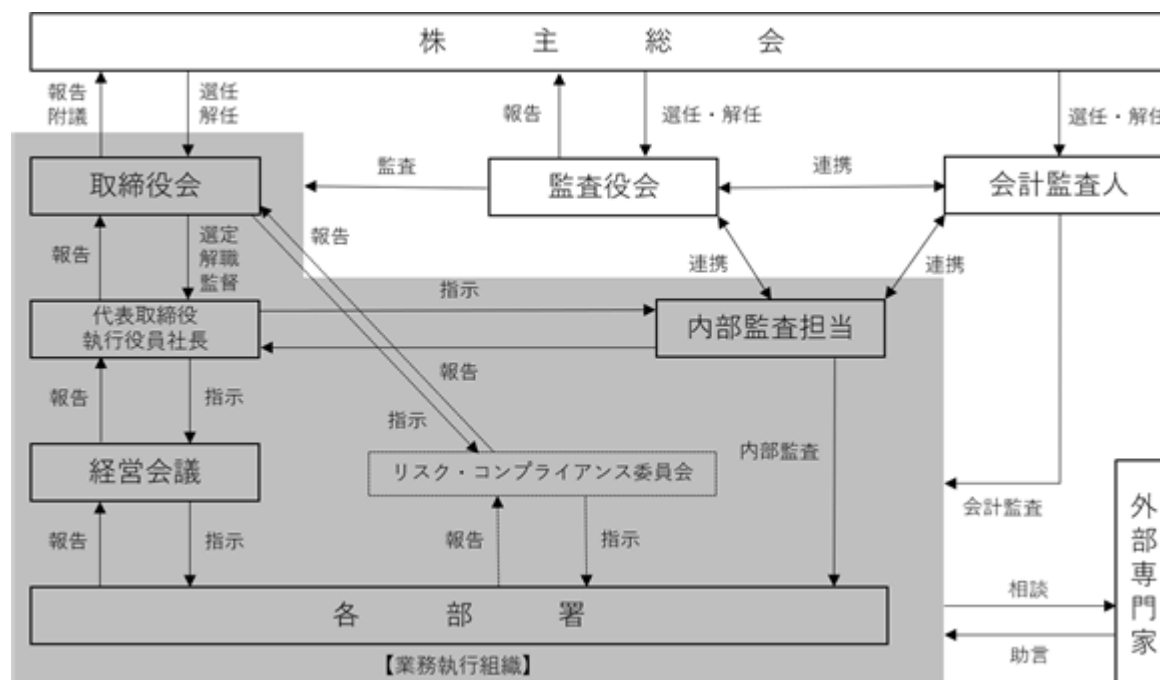 株主総会
報告
附議
選任
解任
報告
選任・解任
選任・解任
取締役会
監査
監査役会
連携
会計監査人
報告
選定
解職
監督
報告
連携
連携
指示
代表取締役
執行役員社長
内部監査担当
報告
報告
指示
指示
内部監査
経営会議
リスク・コンプライアンス委員会
会計監査
外部専門家
報告
指示
報告
指示
相談
各部署
助言
【業務執行組織】